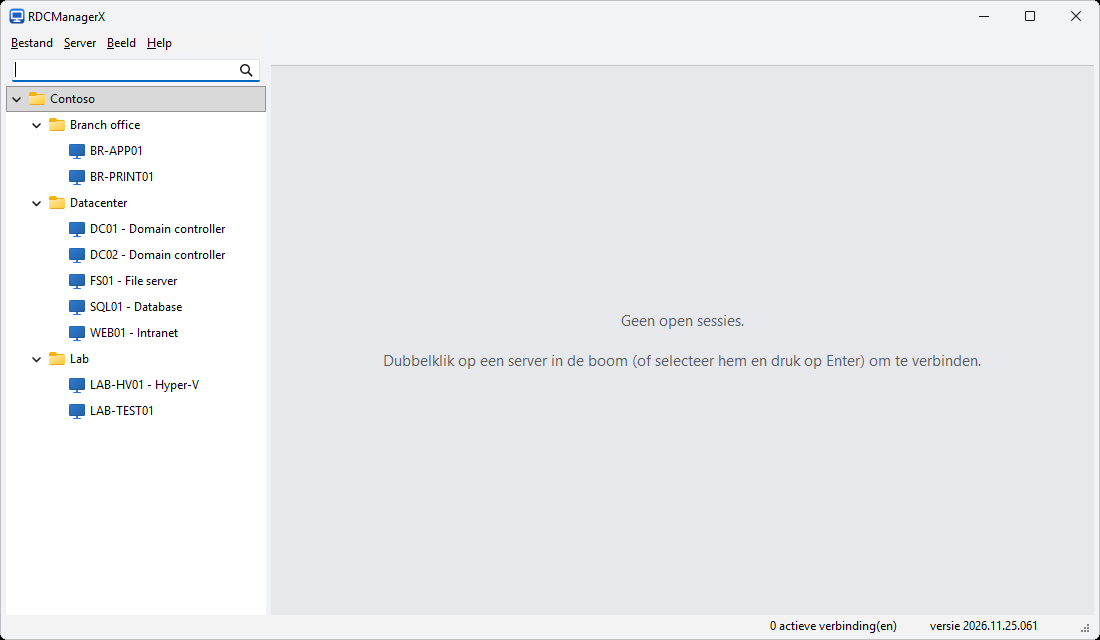 RDCManagerX
Bestand Server Beeld Help
Contoso
Branch office
BR-APP01
BR-PRINT01
Datacenter
DC01 - Domain controller
DC02 - Domain controller
FS01 - File server
SQL01 - Database
WEB01 - Intranet
Lab
LAB-HV01 - Hyper-V
LAB-TEST01
Geen open sessies.
Dubbelklik op een server in de boom (of selecteer hem en druk op Enter) om te verbinden.
0 actieve verbinding(en) versie 2026.11.25.061